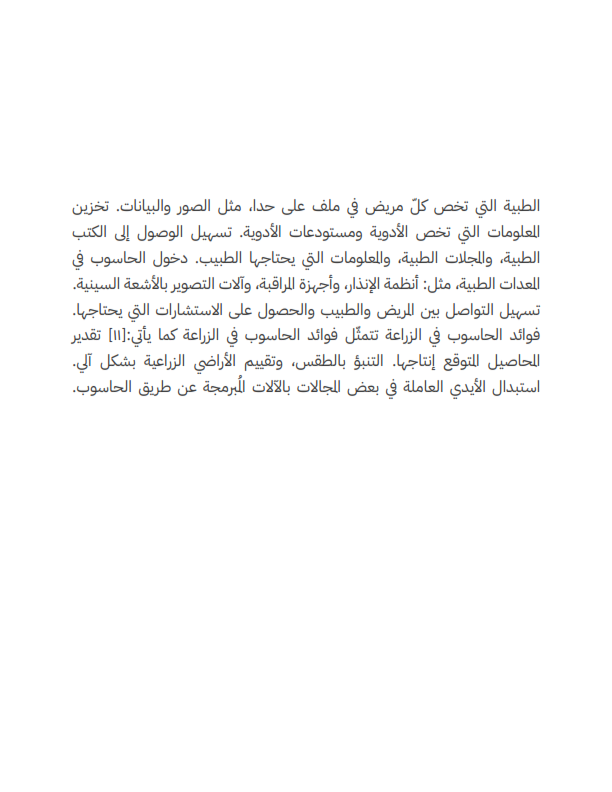 الطبية التي تخص كلّ مريض في ملف على حدا، مثل الصور والبيانات. تخزين
المعلومات التي تخص الأدوية ومستودعات الأدوية. تسهيل الوصول إلى الكتب
الطبية، والمجلات الطبية، والمعلومات التي يحتاجها الطبيب. دخول الحاسوب في
المعدات الطبية، مثل: أنظمة الإنذار، وأجهزة المراقبة، وآلات التصوير بالأشعة السينية.
تسهيل التواصل بين المريض والطبيب والحصول على الاستشارات التي يحتاجها.
فوائد الحاسوب في الزراعة تتمثّل فوائد الحاسوب في الزراعة كما يأتي:[١١] تقدير
المحاصيل المتوقع إنتاجها. التنبؤ بالطقس، وتقييم الأراضي الزراعية بشكل آلي.
استبدال الأيدي العاملة في بعض المجالات بالآلات المُبرمجة عن طريق الحاسوب.